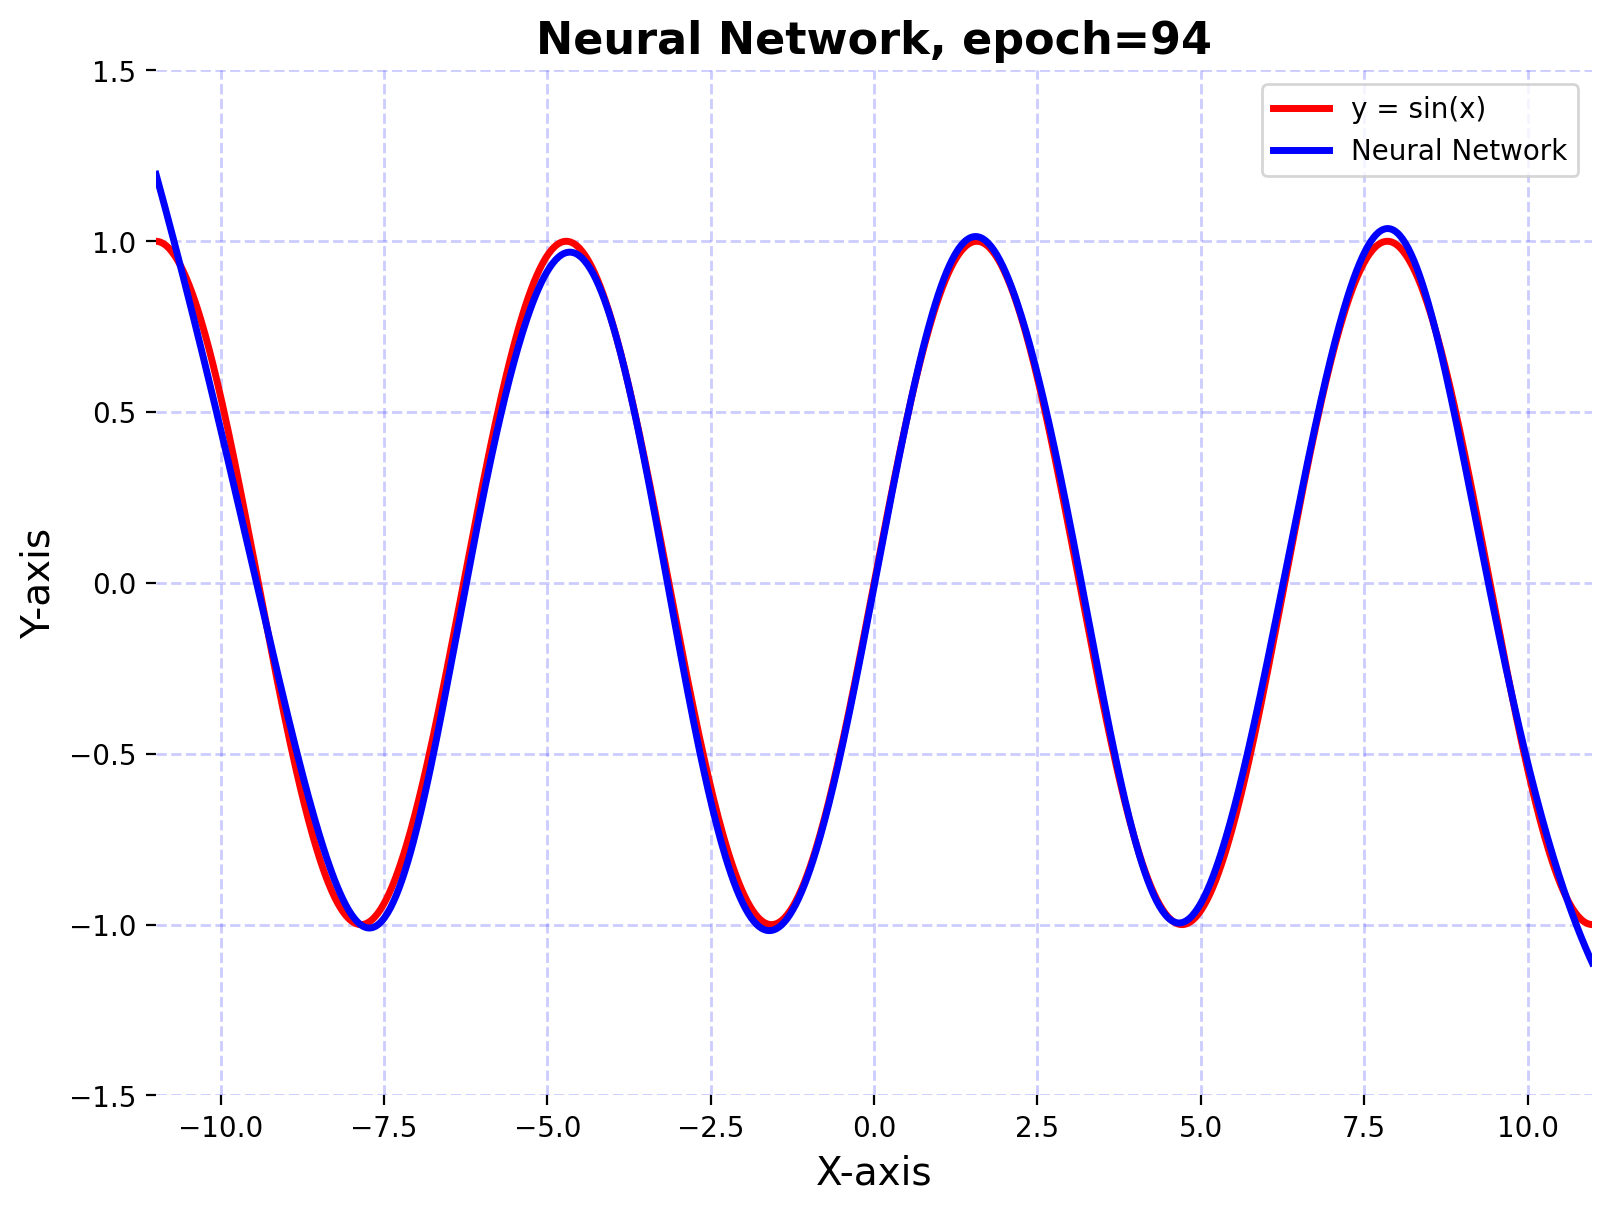 Neural Network, epoch=94
y = sin(x)
Neural Network
Y-axis
1.5
1.0
0.5
0.0
−0.5
−1.0
−1.5
−10.0 −7.5 −5.0 −2.5 0.0 2.5 5.0 7.5 10.0
X-axis